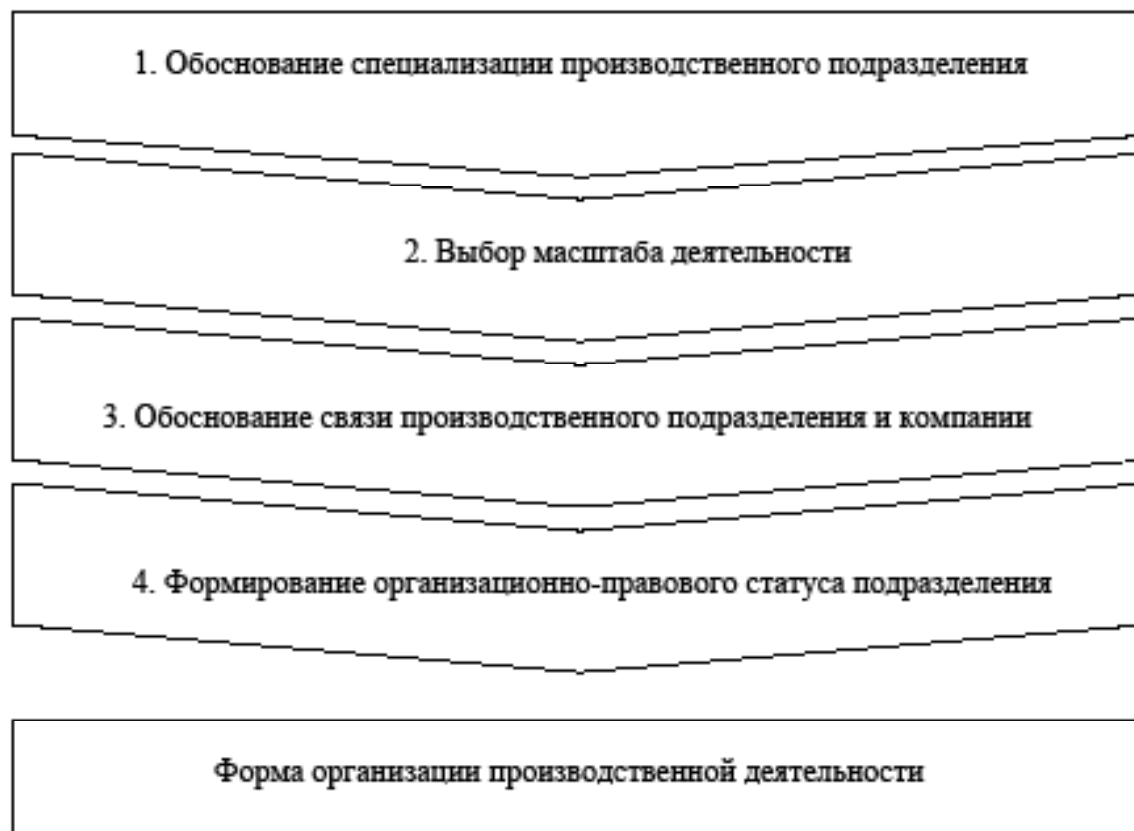 1. Обоснование специализации производственного подразделения
2. Выбор масштаба деятельности
3. Обоснование связи производственного подразделения и компании
4. Формирование организационно-правового статуса подразделения
Форма организации производственной деятельности